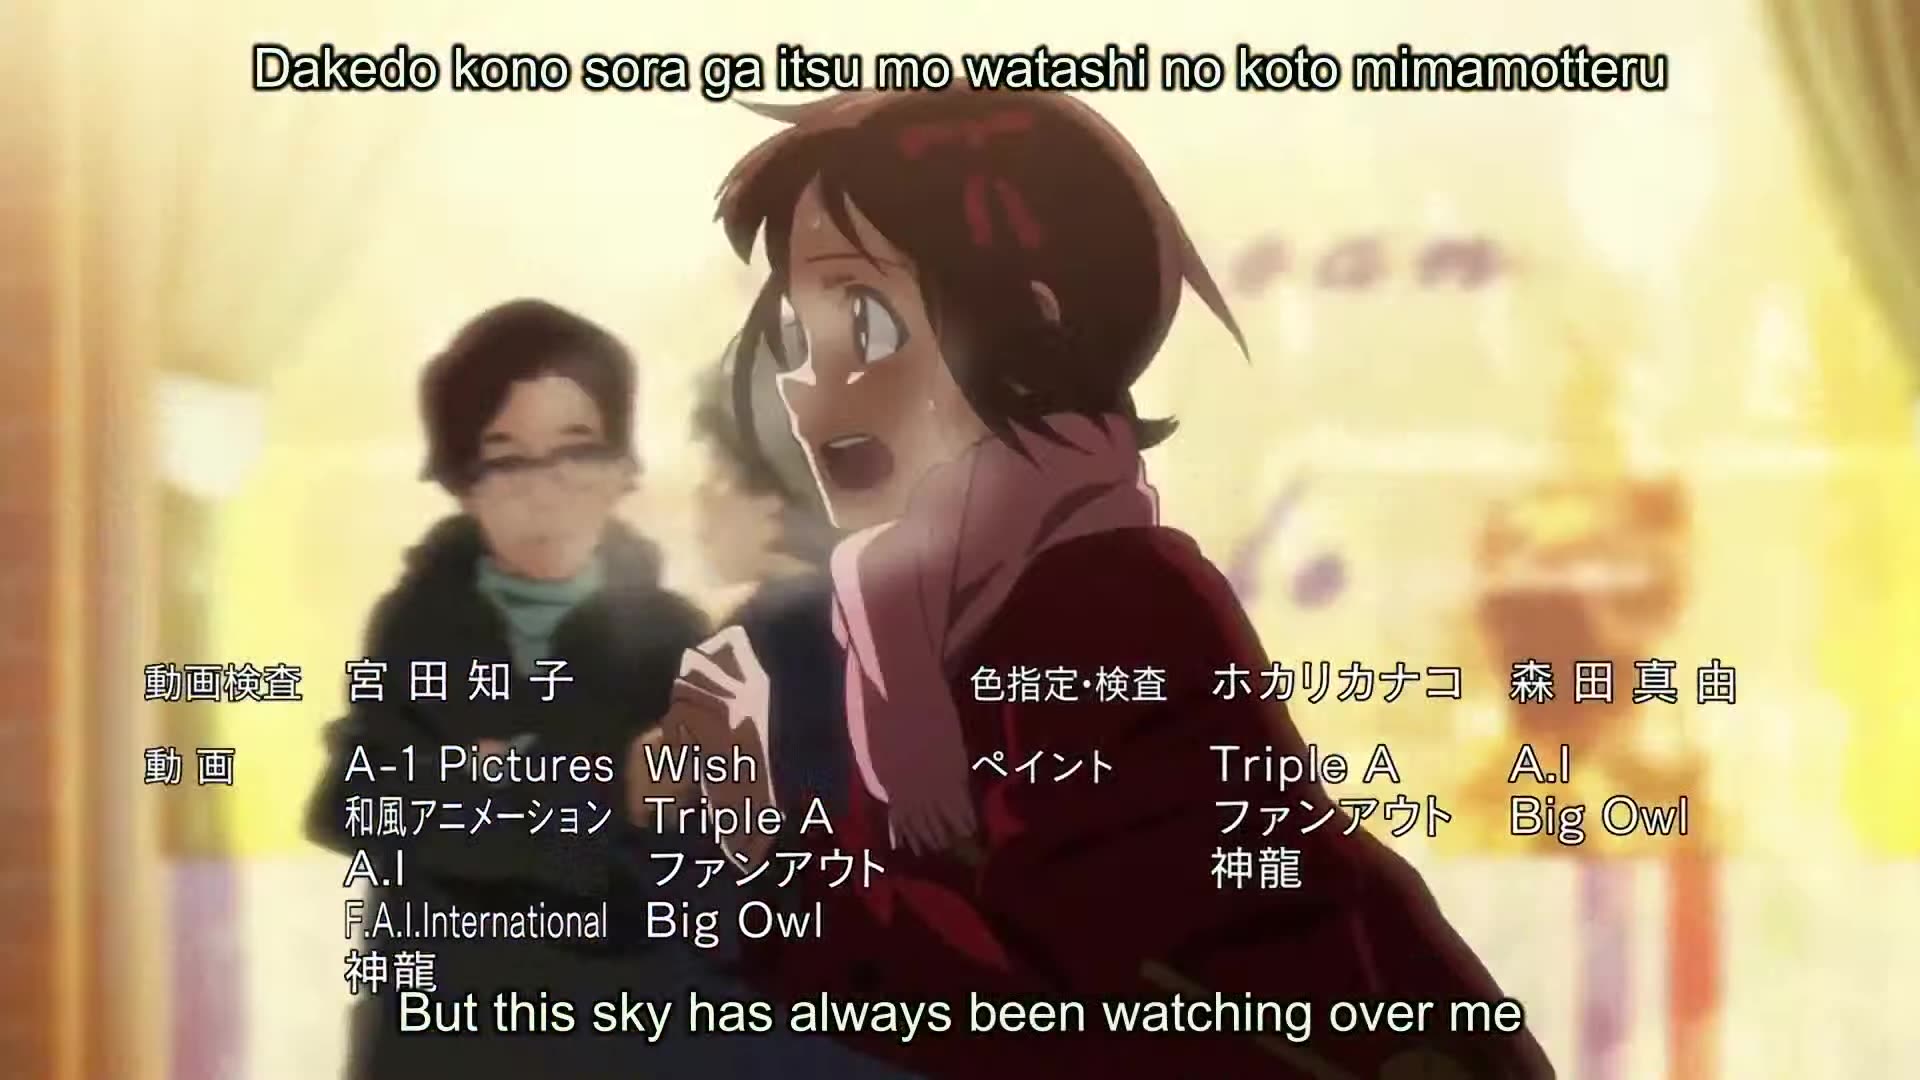 Dakedo kono sora ga itsu mo watashi no koto mimamotteru
動画検査 宮田知子 色指定・検査 ホカリカナコ 森田真由
動画 A-1 Pictures Wish ペイント Triple A A.I
和風アニメーション Triple A ファンアウト Big Owl
A.I ファンアウト 神龍
F.A.I.International Big Owl
神龍
But this sky has always been watching over me